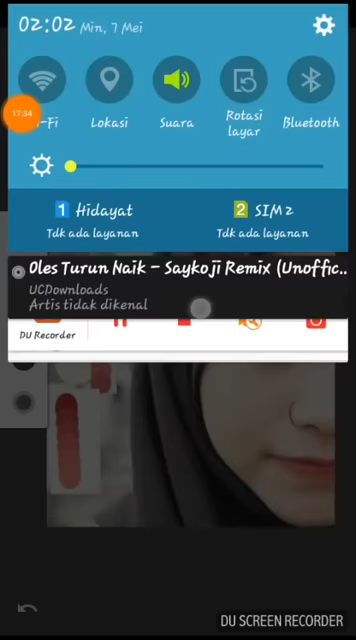 02:02 Min, 7 Mei
17:34
-Fi
Lokasi
Suara
Rotasi layar
Bluetooth
1 Hidayat
Tdk ada layanan
2 SIM 2
Tdk ada layanan
Oles Turun Naik - Saykoji Remix (Unoffic..
UCDownloads
Artis tidak dikenal
DU Recorder
DU SCREEN RECORDER